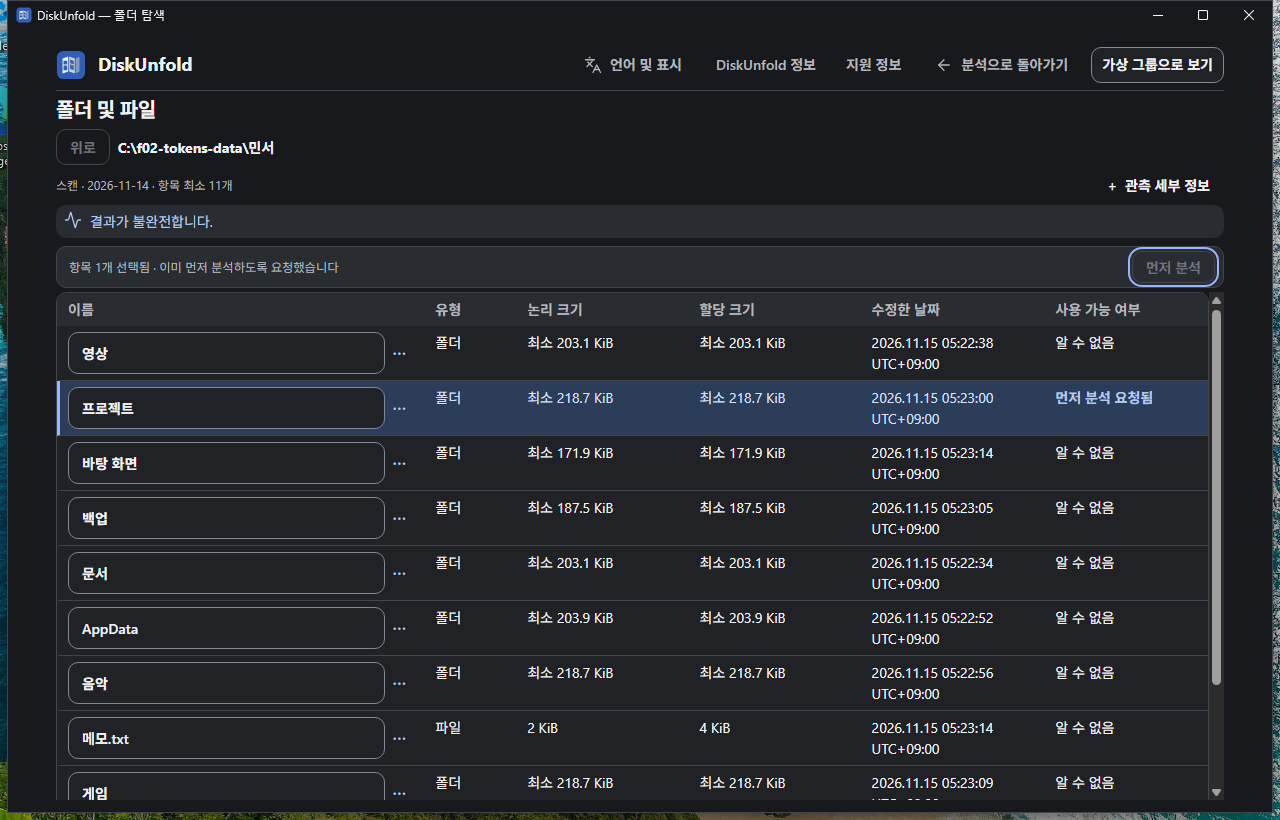 DiskUnfold — 폴더 탐색
DiskUnfold
언어 및 표시
DiskUnfold 정보
지원 정보
← 분석으로 돌아가기
가상 그룹으로 보기
폴더 및 파일
위로
C:\f02-tokens-data\민서
스캔 · 2026-11-14 · 항목 최소 11개
+ 관측 세부 정보
결과가 불완전합니다.
항목 1개 선택됨 · 이미 먼저 분석하도록 요청했습니다
먼저 분석
이름 유형 논리 크기 할당 크기 수정한 날짜 사용 가능 여부
영상 ··· 폴더 최소 203.1 KiB 최소 203.1 KiB 2026.11.15 05:22:38 알 수 없음
UTC+09:00
프로젝트 ··· 폴더 최소 218.7 KiB 최소 218.7 KiB 2026.11.15 05:23:00 먼저 분석 요청됨
UTC+09:00
바탕 화면 ··· 폴더 최소 171.9 KiB 최소 171.9 KiB 2026.11.15 05:23:14 알 수 없음
UTC+09:00
백업 ··· 폴더 최소 187.5 KiB 최소 187.5 KiB 2026.11.15 05:23:05 알 수 없음
UTC+09:00
문서 ··· 폴더 최소 203.1 KiB 최소 203.1 KiB 2026.11.15 05:22:34 알 수 없음
UTC+09:00
AppData ··· 폴더 최소 203.9 KiB 최소 203.9 KiB 2026.11.15 05:22:52 알 수 없음
UTC+09:00
음악 ··· 폴더 최소 218.7 KiB 최소 218.7 KiB 2026.11.15 05:22:56 알 수 없음
UTC+09:00
메모.txt ··· 파일 2 KiB 4 KiB 2026.11.15 05:23:14 알 수 없음
UTC+09:00
게임 ··· 폴더 최소 218.7 KiB 최소 218.7 KiB 2026.11.15 05:23:09 알 수 없음